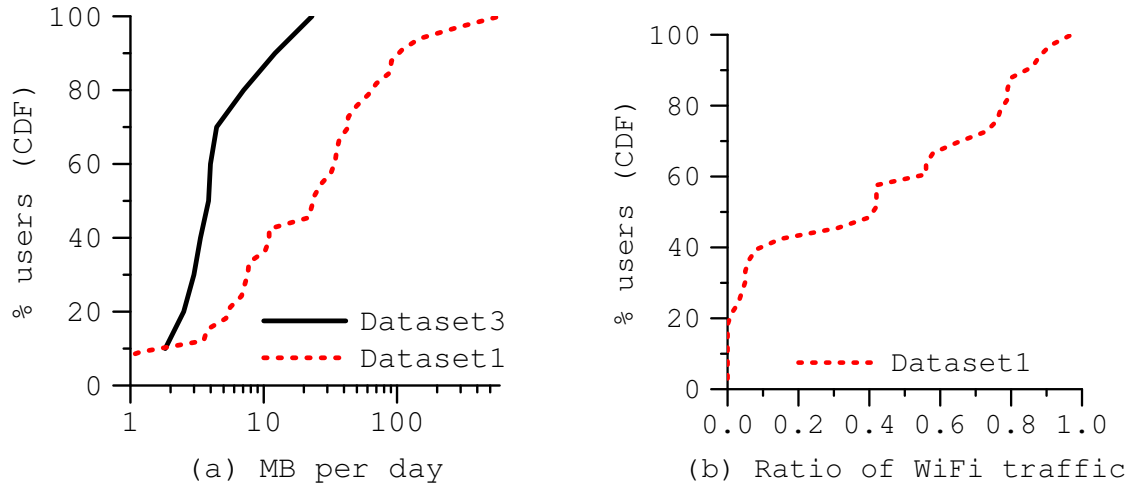 100
80
60
40
20
0
% users (CDF)
Dataset3
Dataset1
1 10 100
(a) MB per day
100
80
60
40
20
0
% users (CDF)
Dataset1
0.0 0.2 0.4 0.6 0.8 1.0
(b) Ratio of WiFi traffic